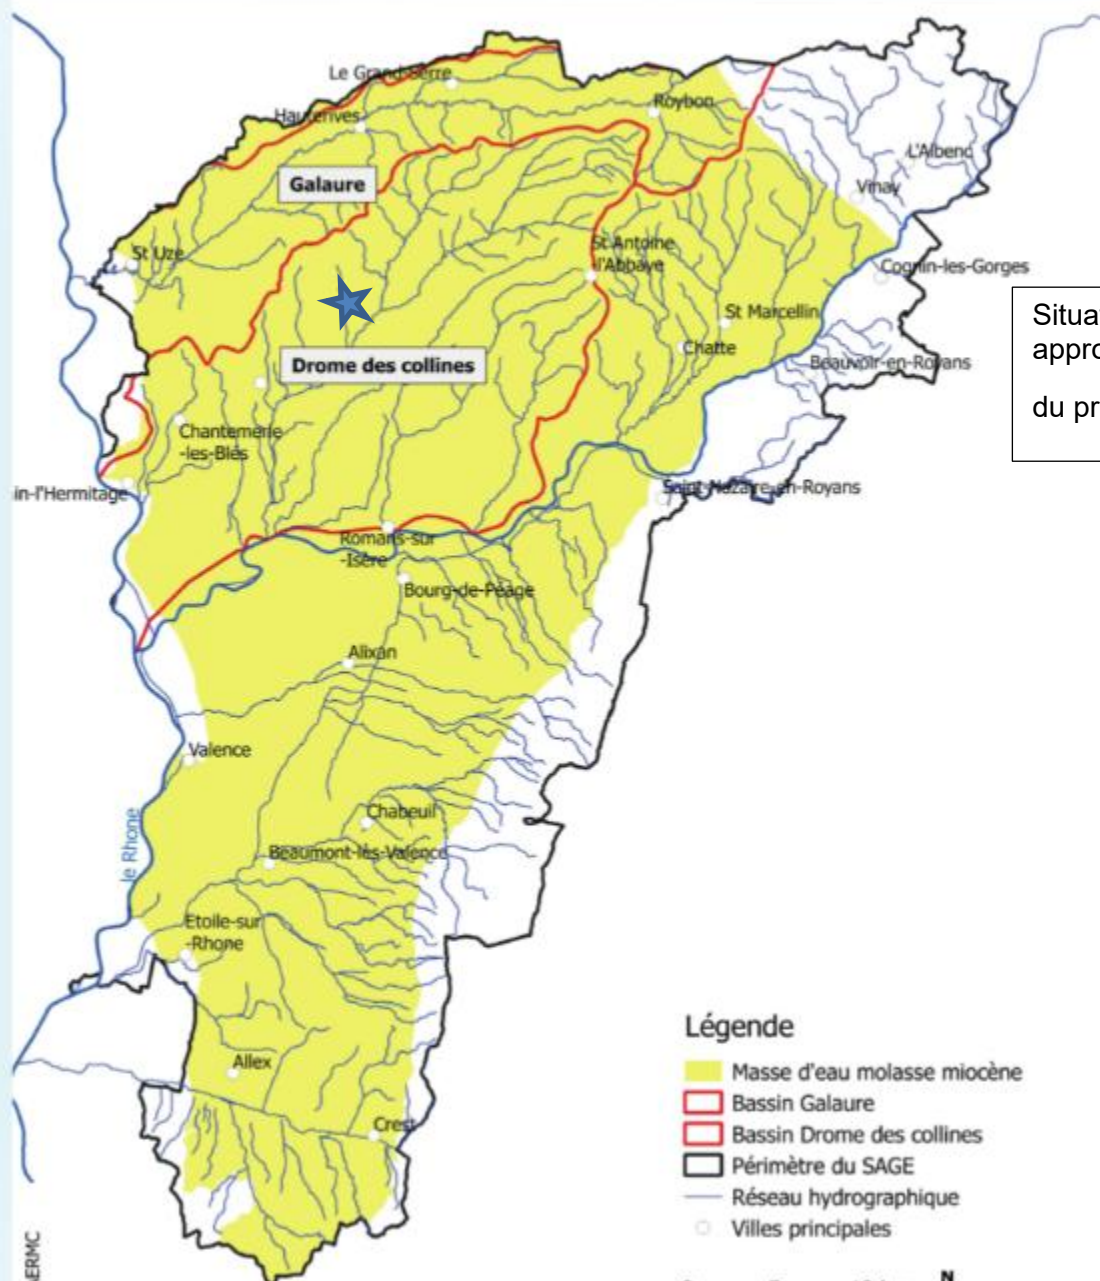 Le Grand-Serre
Hauterives
Roybon
L'Albenc
Vinay
Galaure
St Uze
St Antoine
-l'Abbaye
Cognin-les-Gorges
St Marcellin
Chatte
Beauvoir-en-Royans
Drome des collines
Chantemerle
-les-Blés
in-l'Hermitage
Saint-Nazaire-en-Royans
Romans-sur
-Isère
Bourg-de-Péage
Alixan
Valence
le Rhone
Chabeuil
Beaumont-lès-Valence
Etoile-sur
-Rhone
Allex
Crest
Situa
appro
du pr
Légende
Masse d'eau molasse miocène
Bassin Galaure
Bassin Drome des collines
Périmètre du SAGE
Réseau hydrographique
Villes principales
N
AERMC